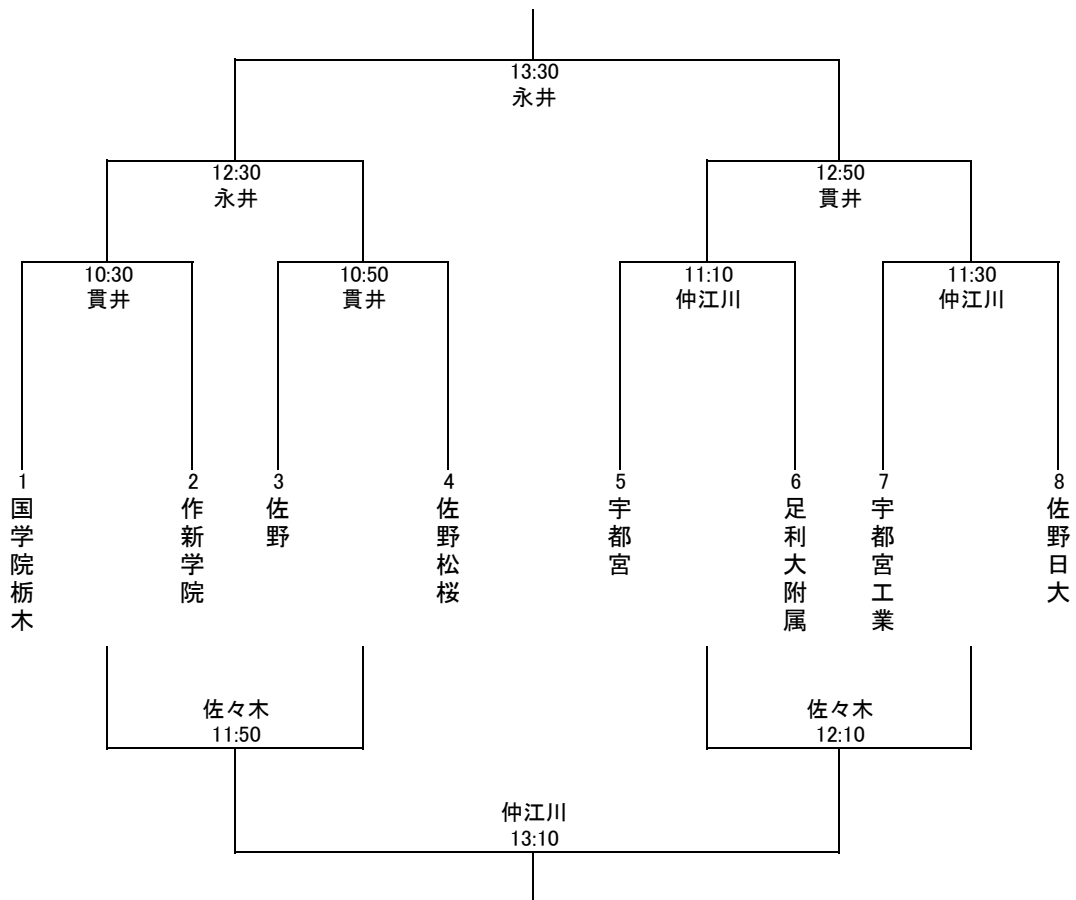 13:30
永井
12:30
永井
12:50
貫井
10:30
貫井
10:50
貫井
11:10
仲江川
11:30
仲江川
1
国学院栃木
2
作新学院
3
佐野
4
佐野松桜
5
宇都宮
6
足利大附属
7
宇都宮工業
8
佐野日大
佐々木
11:50
佐々木
12:10
仲江川
13:10